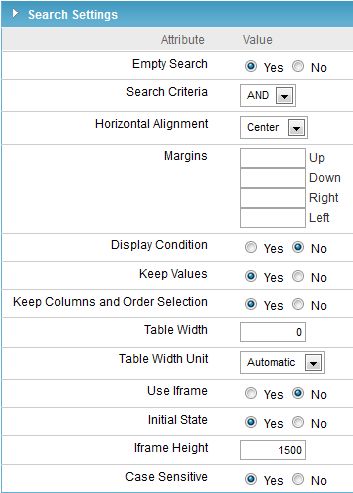 Search Settings
Attribute Value
Empty Search Yes No
Search Criteria AND
Horizontal Alignment Center
Margins Up
Down
Right
Left
Display Condition Yes No
Keep Values Yes No
Keep Columns and Order Selection Yes No
Table Width 0
Table Width Unit Automatic
Use Iframe Yes No
Initial State Yes No
Iframe Height 1500
Case Sensitive Yes No